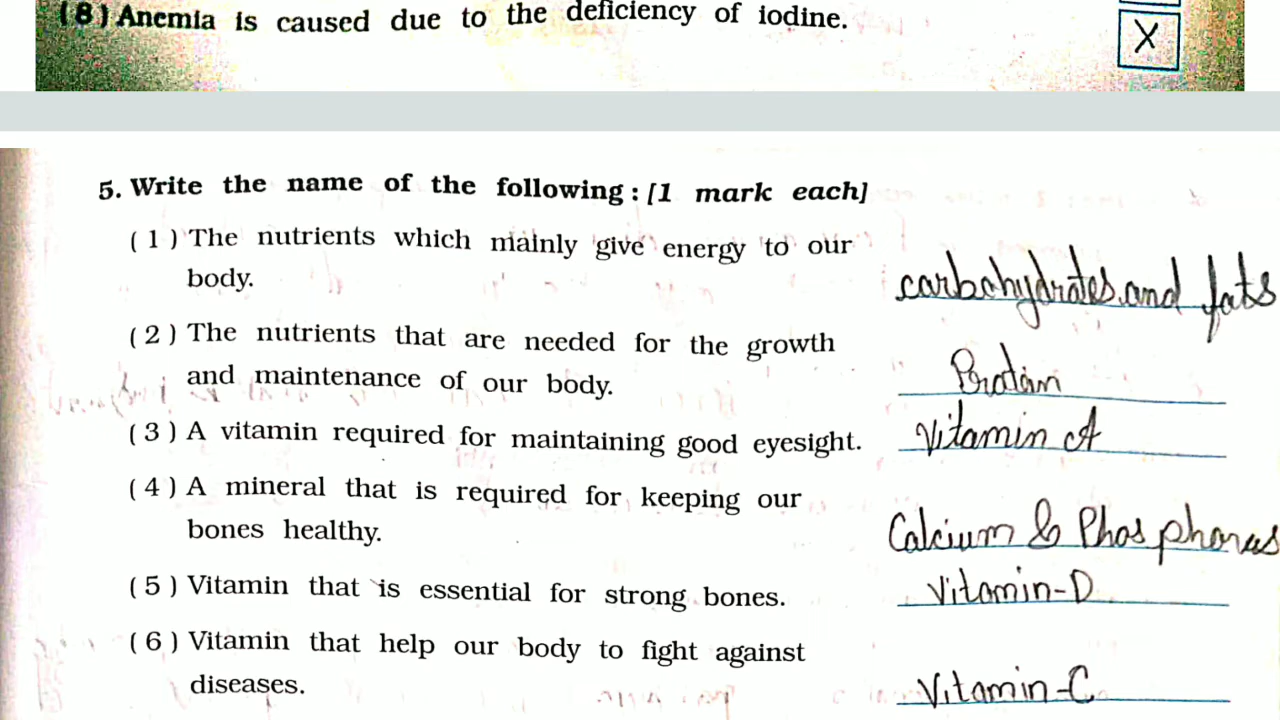 (8) Anemia is caused due to the deficiency of iodine. X
5. Write the name of the following : [1 mark each]
(1) The nutrients which mainly give energy to our
body. carbohydrates and fats
(2) The nutrients that are needed for the growth
and maintenance of our body. Protein
(3) A vitamin required for maintaining good eyesight. Vitamin A
(4) A mineral that is required for keeping our
bones healthy. Calcium & Phosphorus
(5) Vitamin that is essential for strong bones. Vitamin-D
(6) Vitamin that help our body to fight against
diseases. Vitamin-C